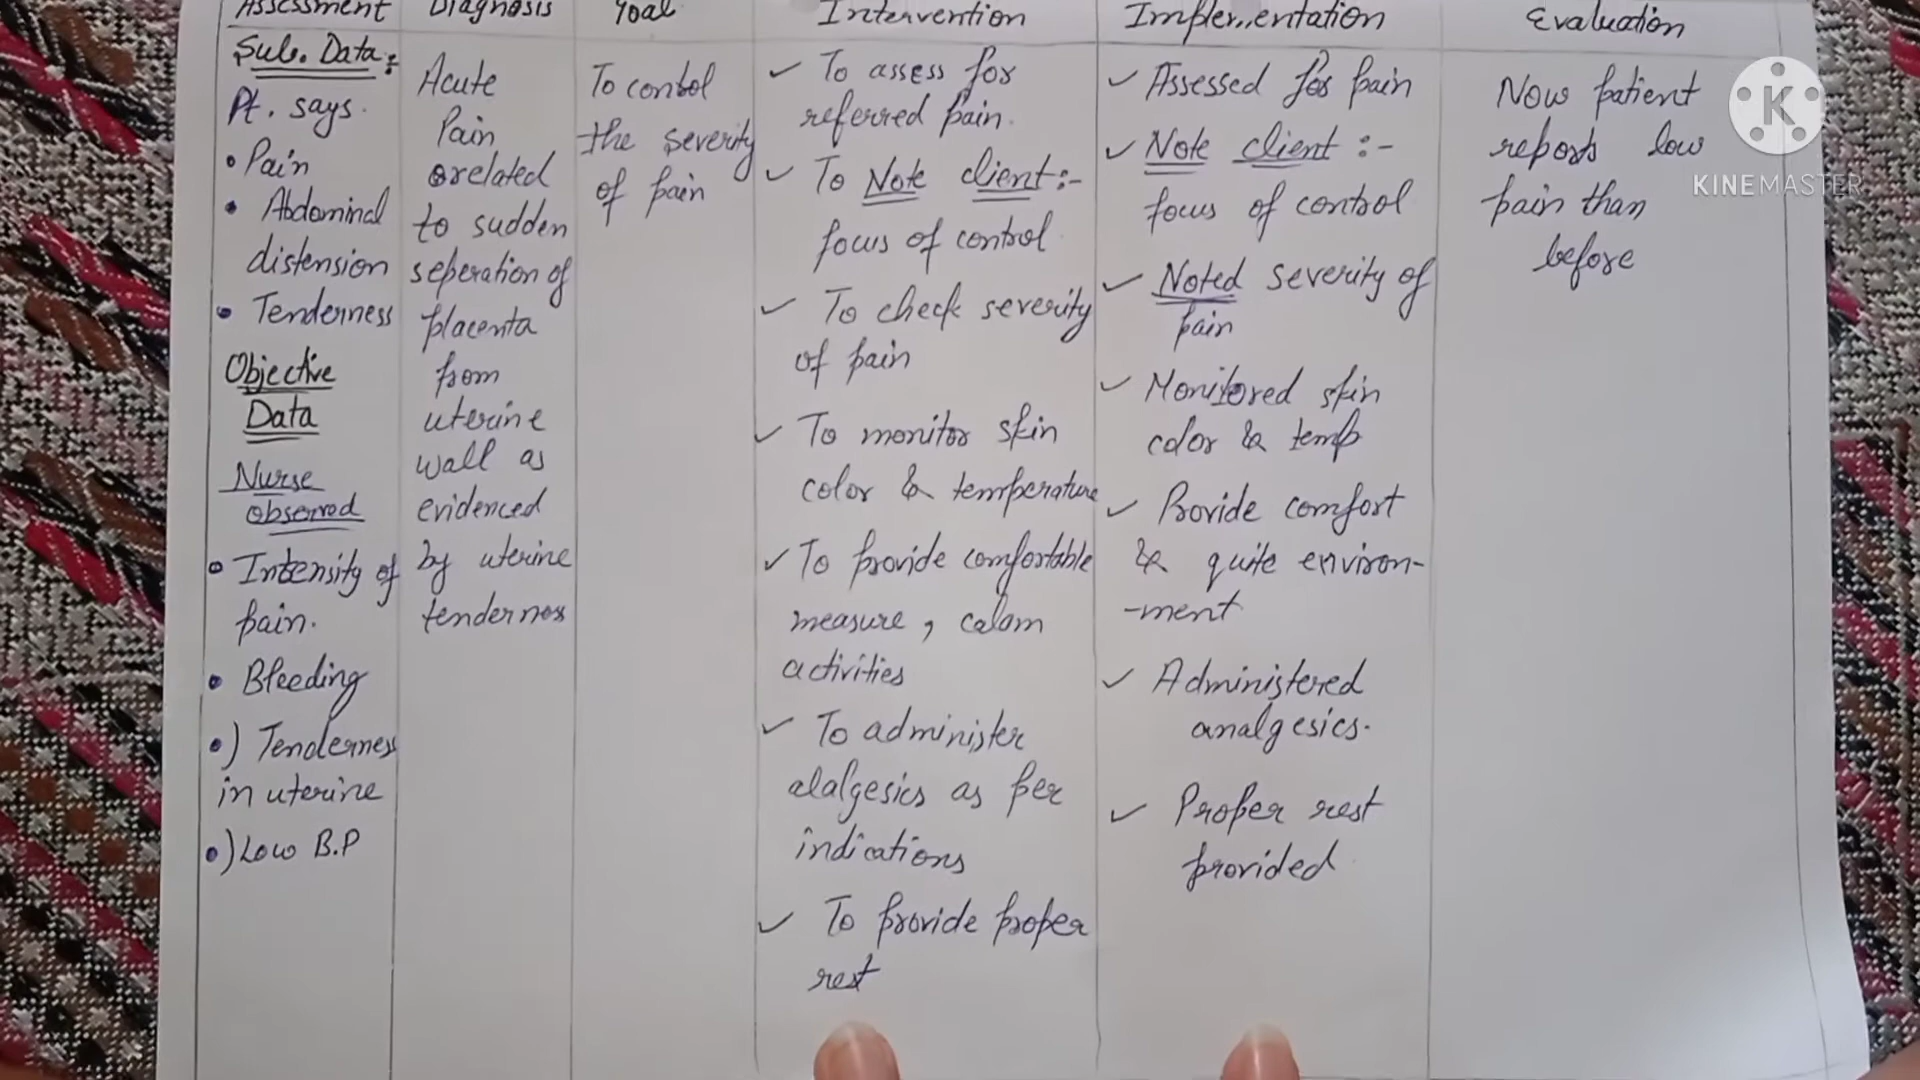 Assessment
Sub. Data:
Pt. says.
• Pain
• Abdominal
distension
• Tenderness
Objective
Data
Nurse
observed
• Intensity of
pain.
• Bleeding
•) Tenderness
in uterine
•) Low B.P
Diagnosis
Acute
Pain
related
to sudden
seperation of
placenta
from
uterine
wall as
evidenced
by uterine
tendernes
Goal
To control
the severity
of pain
Intervention
✓ To assess for
referred pain.
✓ To Note client:-
focus of control
✓ To check severity
of pain
✓ To monitor skin
color & temperature
✓ To provide comfortable
measure, calam
activities
✓ To administer
alalgesics as per
indications
✓ To provide proper
rest
Implementation
✓ Assessed for pain
✓ Note client :-
focus of control
✓ Noted severity of
pain
✓ Monitored skin
color & temp
✓ Provide comfort
& quite environ-
-ment
✓ Administered
analgesics.
✓ Proper rest
provided
Evaluation
Now patient
reports low
pain than
before
K
KINEMASTER